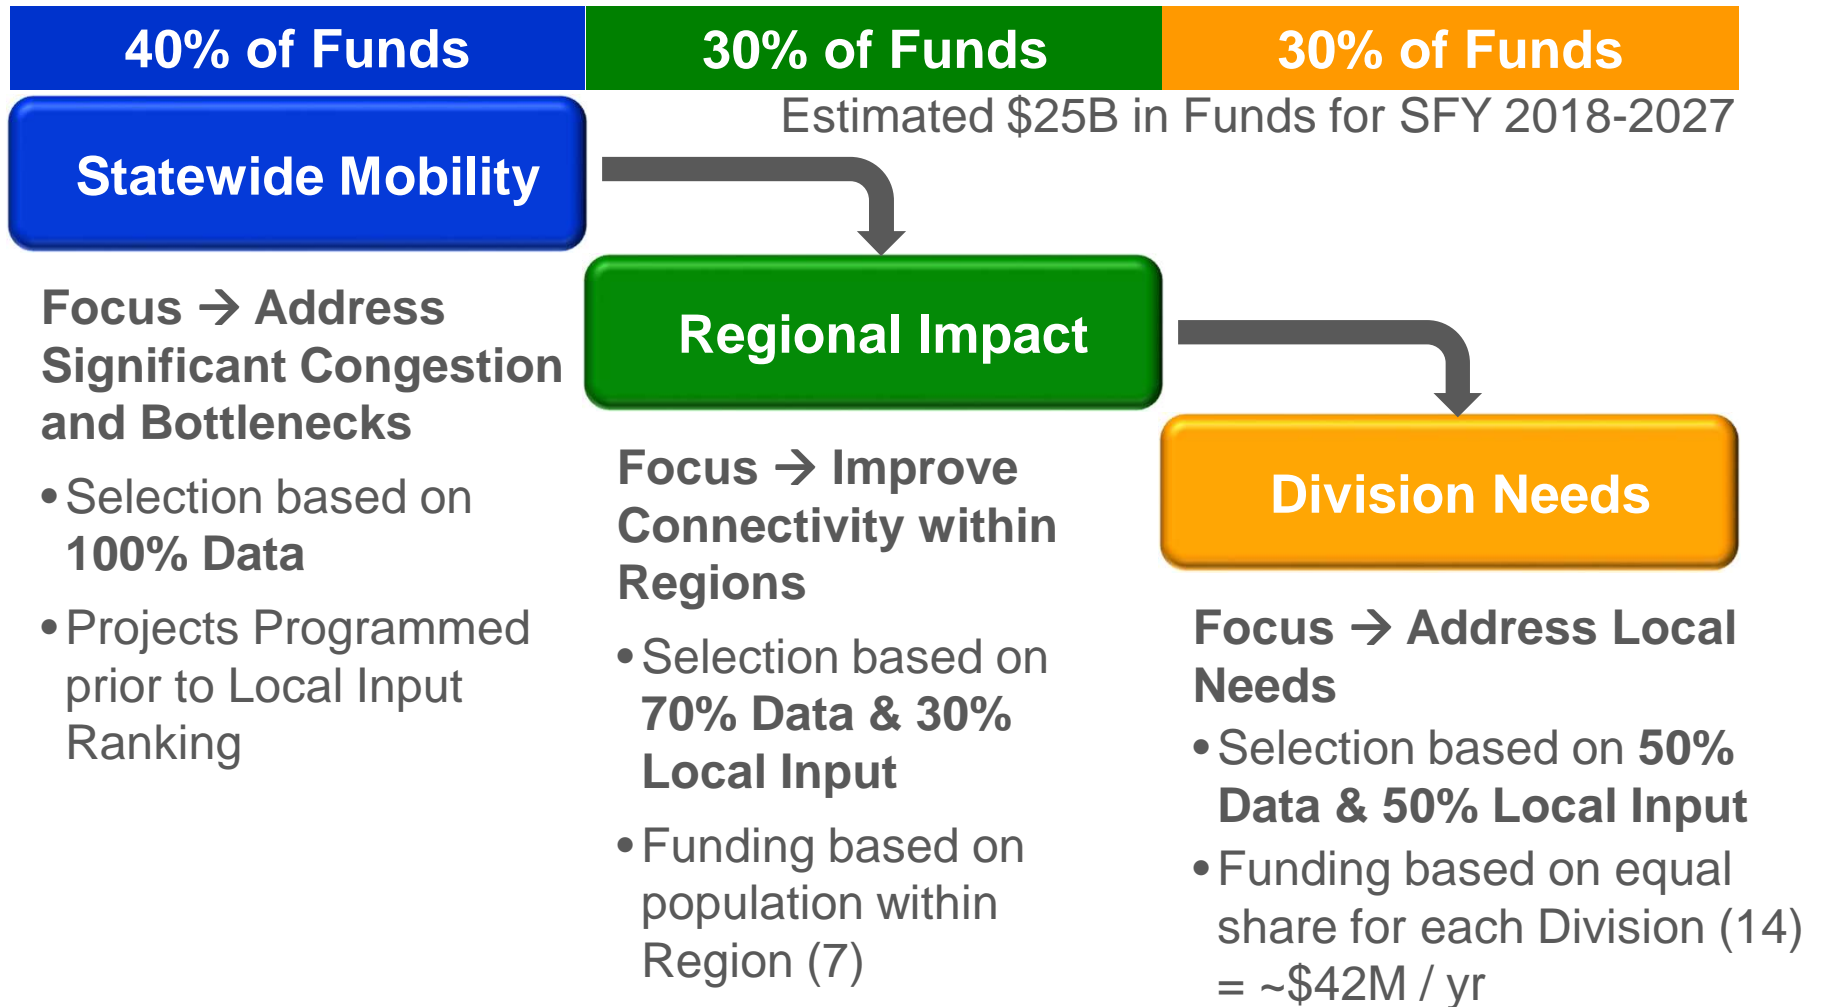 40% of Funds
30% of Funds
30% of Funds
Estimated $25B in Funds for SFY 2018-2027
Statewide Mobility
Focus → Address
Significant Congestion
and Bottlenecks
•Selection based on
100% Data
•Projects Programmed
prior to Local Input
Ranking
Regional Impact
Focus → Improve
Connectivity within
Regions
•Selection based on
70% Data & 30%
Local Input
•Funding based on
population within
Region (7)
Division Needs
Focus → Address Local
Needs
•Selection based on 50%
Data & 50% Local Input
•Funding based on equal
share for each Division (14)
= ~$42M / yr